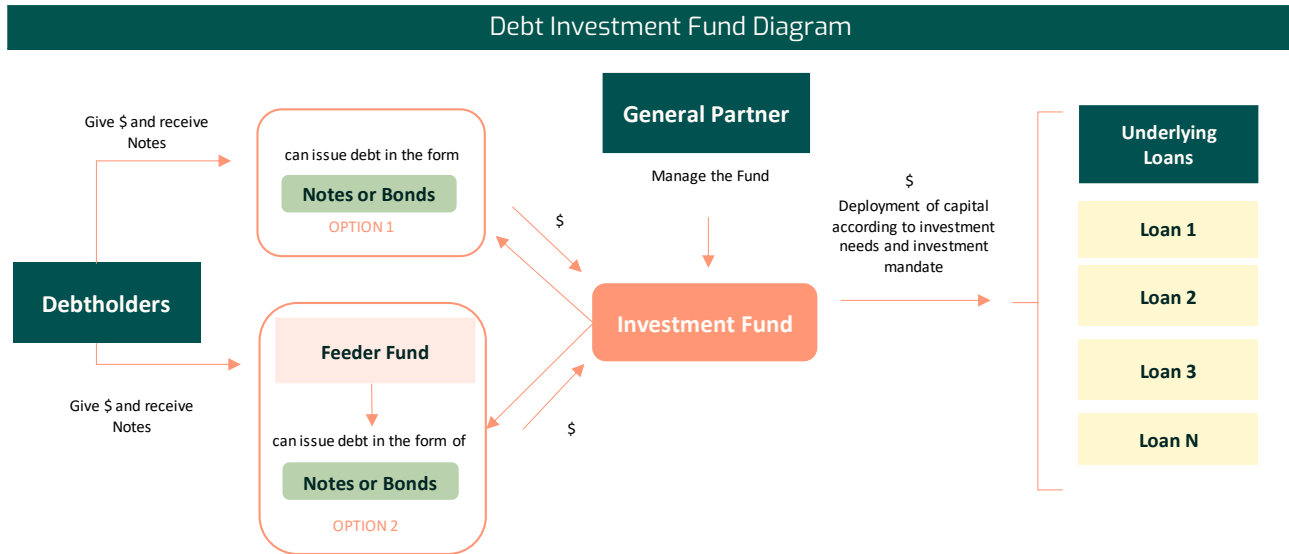 Debt Investment Fund Diagram
Give $ and receive
Notes
can issue debt in the form
Notes or Bonds
OPTION 1
Debtholders
Give $ and receive
Notes
Feeder Fund
can issue debt in the form of
Notes or Bonds
OPTION 2
$
$
General Partner
Manage the Fund
Investment Fund
$
Deployment of capital
according to investment
needs and investment
mandate
Underlying
Loans
Loan 1
Loan 2
Loan 3
Loan N